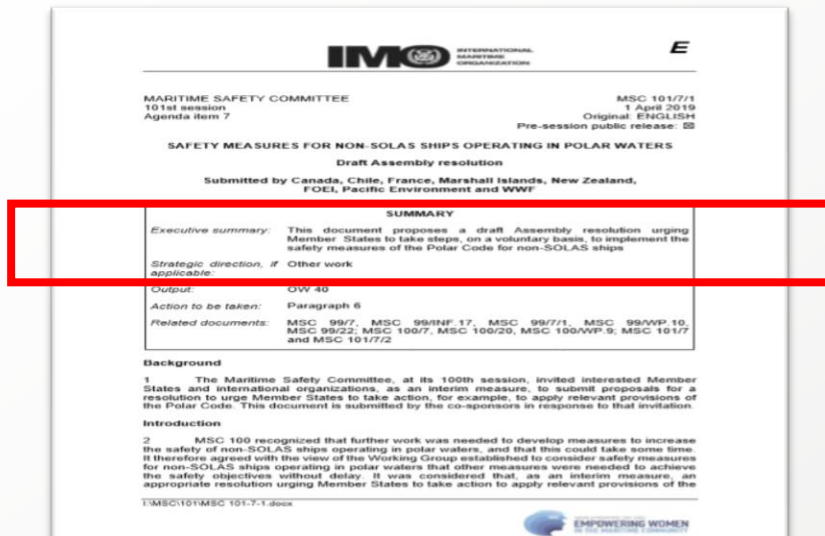 IMO INTERNATIONAL
MARITIME
ORGANIZATION
E
MARITIME SAFETY COMMITTEE
101st session
Agenda item 7
MSC 101/7/1
1 April 2019
Original: ENGLISH
Pre-session public release: ☒
SAFETY MEASURES FOR NON-SOLAS SHIPS OPERATING IN POLAR WATERS
Draft Assembly resolution
Submitted by Canada, Chile, France, Marshall Islands, New Zealand,
FOEI, Pacific Environment and WWF
SUMMARY
Executive summary: This document proposes a draft Assembly resolution urging
Member States to take steps, on a voluntary basis, to implement the
safety measures of the Polar Code for non-SOLAS ships
Strategic direction, if Other work
applicable:
Output: OW 40
Action to be taken: Paragraph 6
Related documents: MSC 99/7, MSC 99/INF.17, MSC 99/7/1, MSC 99/WP.10,
MSC 99/22; MSC 100/7, MSC 100/20, MSC 100/WP.9; MSC 101/7
and MSC 101/7/2
Background
1 The Maritime Safety Committee, at its 100th session, invited interested Member
States and international organizations, as an interim measure, to submit proposals for a
resolution to urge Member States to take action, for example, to apply relevant provisions of
the Polar Code. This document is submitted by the co-sponsors in response to that invitation.
Introduction
2 MSC 100 recognized that further work was needed to develop measures to increase
the safety of non-SOLAS ships operating in polar waters, and that this could take some time.
It therefore agreed with the view of the Working Group established to consider safety measures
for non-SOLAS ships operating in polar waters that other measures were needed to achieve
the safety objectives without delay. It was considered that, as an interim measure, an
appropriate resolution urging Member States to take action to apply relevant provisions of the
I:\MSC\101\MSC 101-7-1.docx
EMPOWERING WOMEN
IN THE MARITIME COMMUNITY